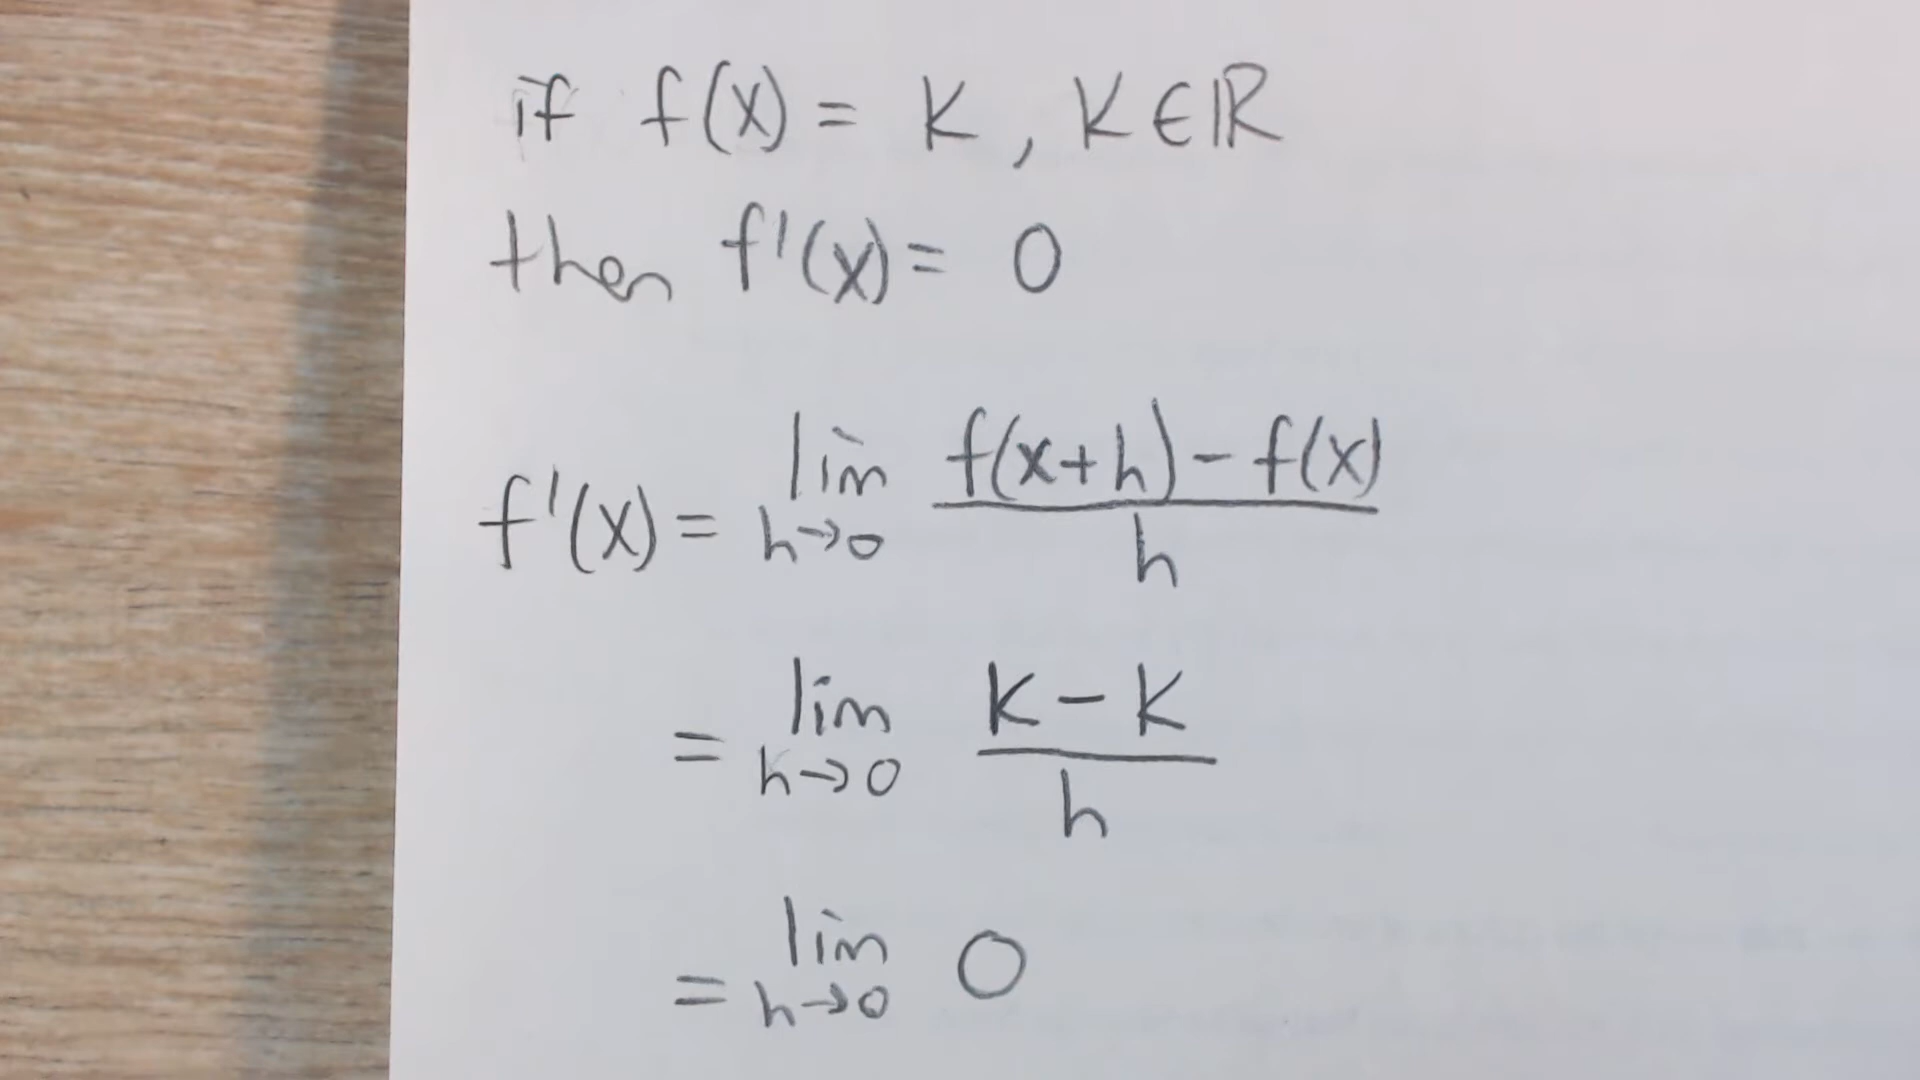 if f(x) = K, K∈ℝ
then f'(x) = 0
f'(x) = lim h→0 (f(x+h) - f(x))/h
= lim h→0 (K - K)/h
= lim h→0 0